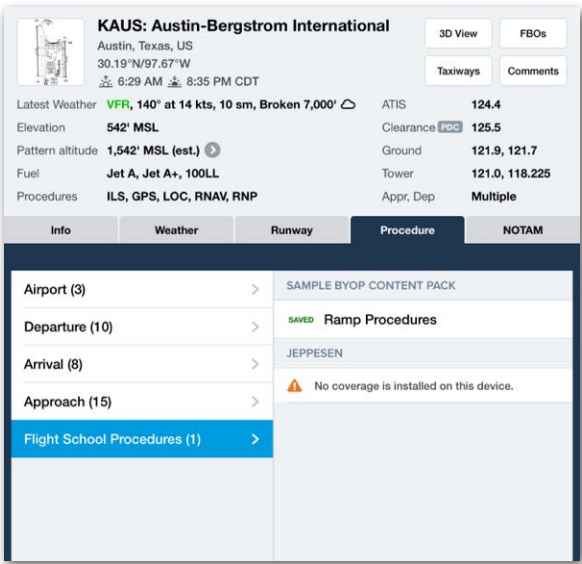 KAUS: Austin-Bergstrom International
Austin, Texas, US
30.19°N/97.67°W
6:29 AM 8:35 PM CDT
3D View
FBOs
Taxiways
Comments
Latest Weather VFR, 140° at 14 kts, 10 sm, Broken 7,000'
ATIS 124.4
Elevation 542' MSL
Clearance PDC 125.5
Pattern altitude 1,542' MSL (est.)
Ground 121.9, 121.7
Fuel Jet A, Jet A+, 100LL
Tower 121.0, 118.225
Procedures ILS, GPS, LOC, RNAV, RNP
Appr, Dep Multiple
Info Weather Runway Procedure NOTAM
Airport (3)
Departure (10)
Arrival (8)
Approach (15)
Flight School Procedures (1)
SAMPLE BYOP CONTENT PACK
SAVED Ramp Procedures
JEPPESEN
No coverage is installed on this device.